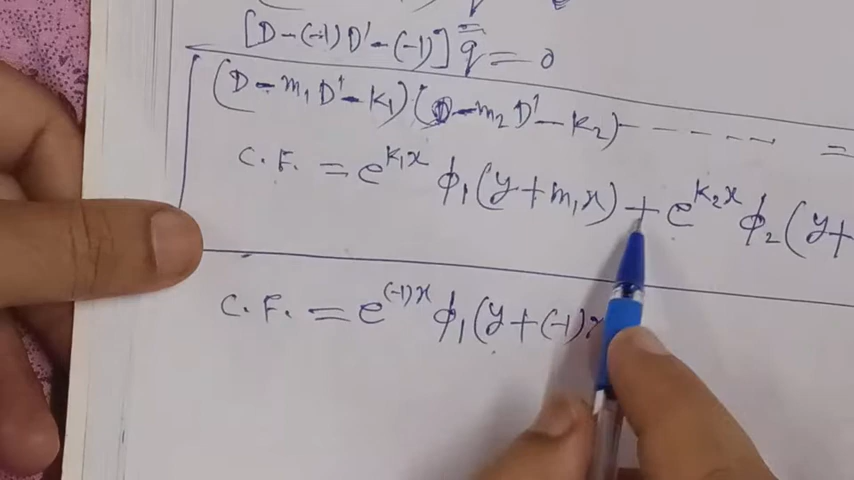 [D-(-1)D'-(-1)] q = 0
(D-m₁D'-k₁)(D-m₂D'-k₂)------- =
C.F. = e^{k₁x} ϕ₁(y+m₁x)+e^{k₂x} ϕ₂(y+
C.F. = e^{(-1)x} ϕ₁(y+(-1)x